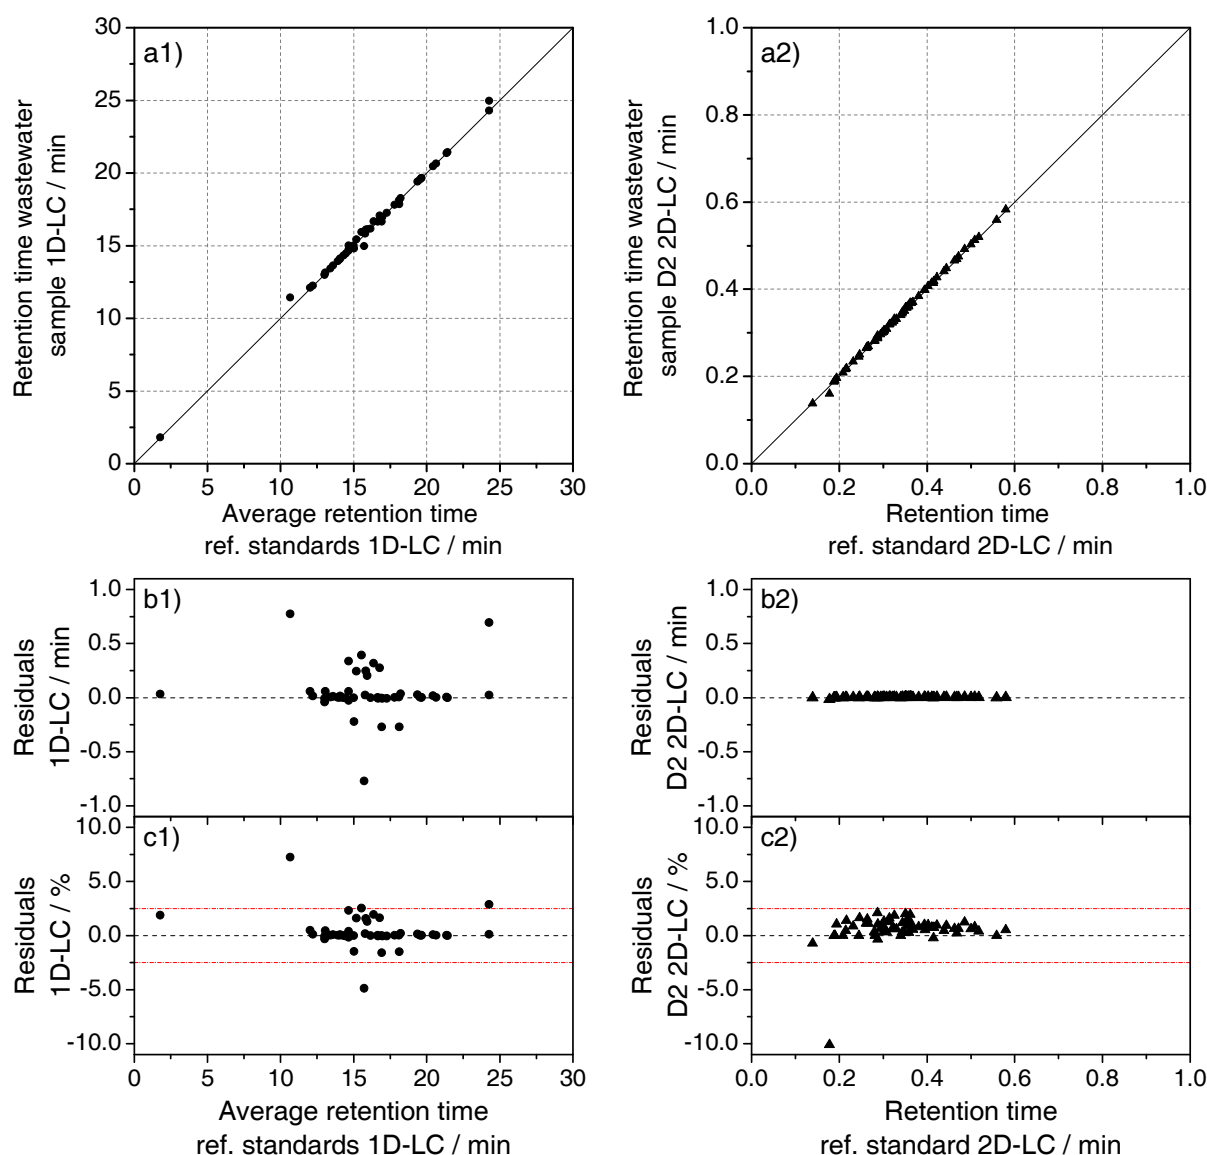 a1)
30
25
20
15
10
5
0
Retention time wastewater
sample 1D-LC / min
0 5 10 15 20 25 30
Average retention time
ref. standards 1D-LC / min
a2)
1.0
0.8
0.6
0.4
0.2
0.0
Retention time wastewater
sample D2 2D-LC / min
0.0 0.2 0.4 0.6 0.8 1.0
Retention time
ref. standard 2D-LC / min
b1)
1.0
0.5
0.0
-0.5
-1.0
Residuals
1D-LC / min
b2)
1.0
0.5
0.0
-0.5
-1.0
Residuals
D2 2D-LC / min
c1)
10.0
5.0
0.0
-5.0
-10.0
Residuals
1D-LC / %
0 5 10 15 20 25 30
Average retention time
ref. standards 1D-LC / min
c2)
10.0
5.0
0.0
-5.0
-10.0
Residuals
D2 2D-LC / %
0.0 0.2 0.4 0.6 0.8 1.0
Retention time
ref. standard 2D-LC / min